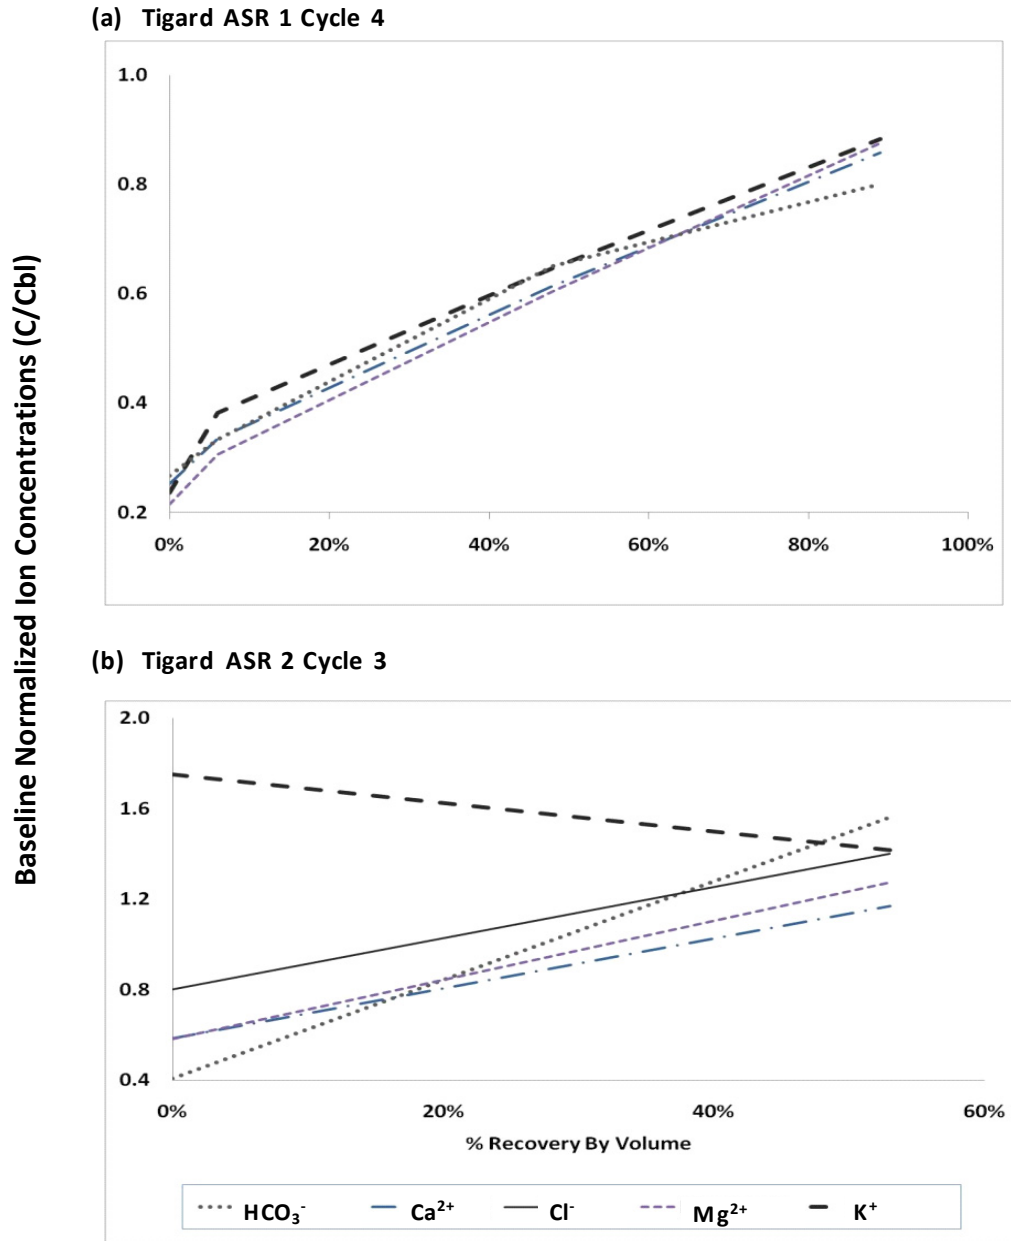 (a) Tigard ASR 1 Cycle 4
1.0
0.8
0.6
0.4
0.2
0% 20% 40% 60% 80% 100%
Baseline Normalized Ion Concentrations (C/Cbl)
(b) Tigard ASR 2 Cycle 3
2.0
1.6
1.2
0.8
0.4
0% 20% 40% 60%
% Recovery By Volume
HCO₃⁻ Ca²⁺ Cl⁻ Mg²⁺ K⁺